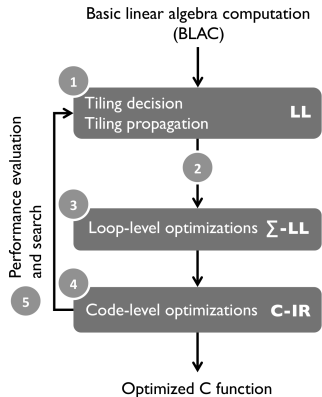 Basic linear algebra computation
(BLAC)
1
Tiling decision
Tiling propagation
LL
2
3
Loop-level optimizations ∑-LL
4
Code-level optimizations C-IR
Performance evaluation
and search
5
Optimized C function